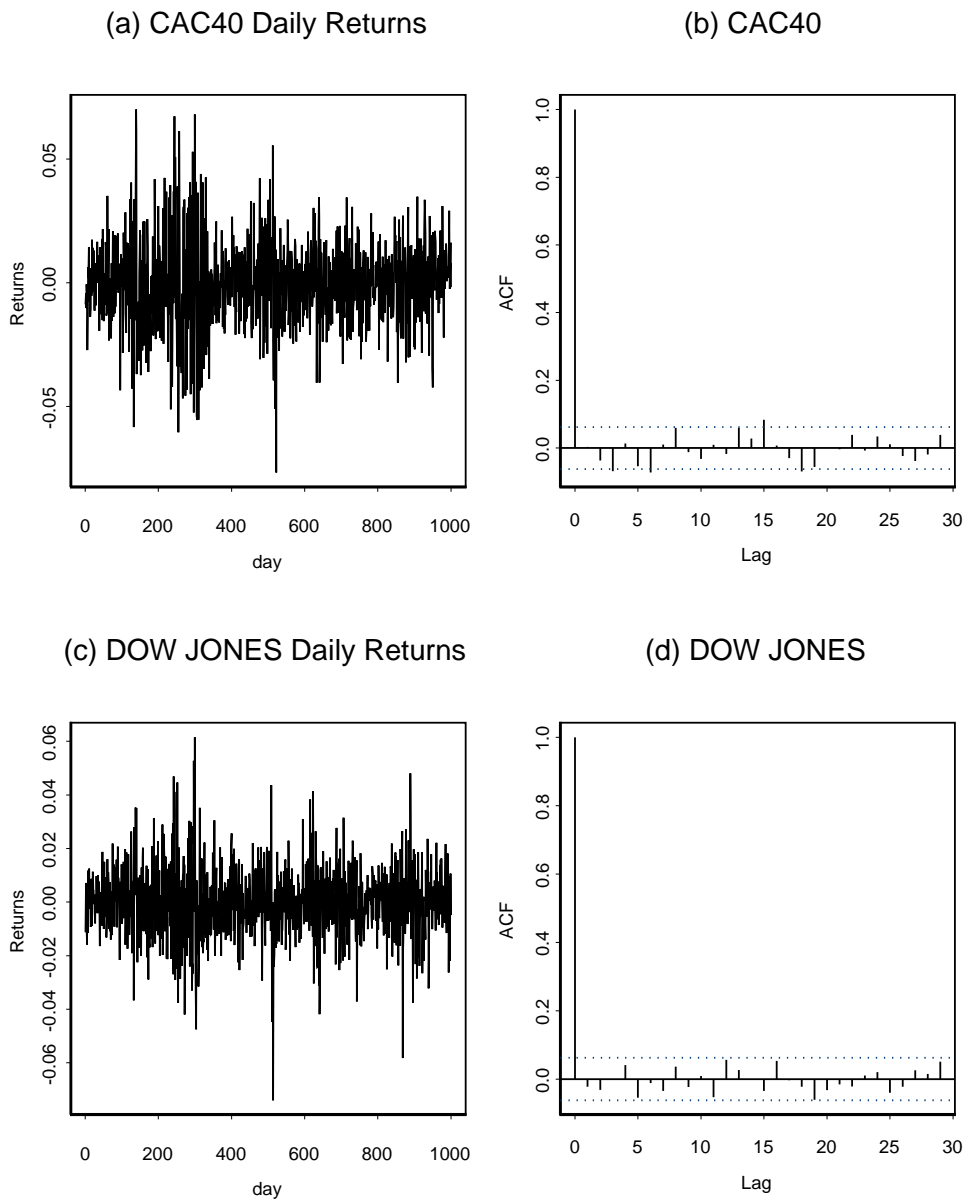 (a) CAC40 Daily Returns
Returns
0.05
0.00
-0.05
0 200 400 600 800 1000
day
(b) CAC40
ACF
1.0
0.8
0.6
0.4
0.2
0.0
0 5 10 15 20 25 30
Lag
(c) DOW JONES Daily Returns
Returns
0.06
0.04
0.02
0.00
-0.02
-0.04
-0.06
0 200 400 600 800 1000
day
(d) DOW JONES
ACF
1.0
0.8
0.6
0.4
0.2
0.0
0 5 10 15 20 25 30
Lag